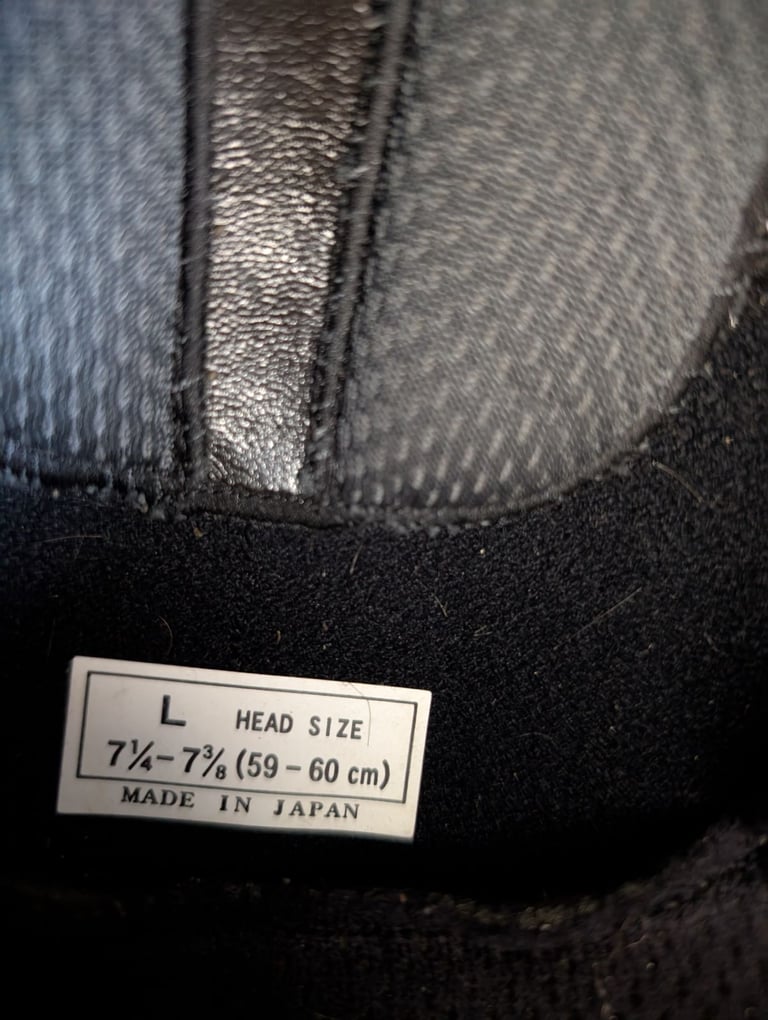 L HEAD SIZE
7¼–7⅜ (59–60 cm)
MADE IN JAPAN